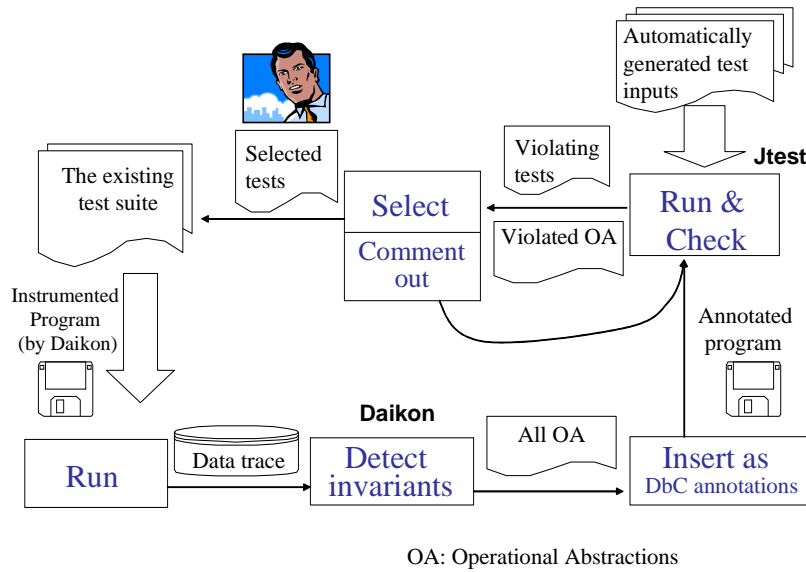 Automatically
generated test
inputs
Jtest
Selected
tests
Violating
tests
The existing
test suite
Select
Run &
Check
Violated OA
Comment
out
Instrumented
Program
(by Daikon)
Annotated
program
Daikon
Run
Data trace
Detect
invariants
All OA
Insert as
DbC annotations
OA: Operational Abstractions